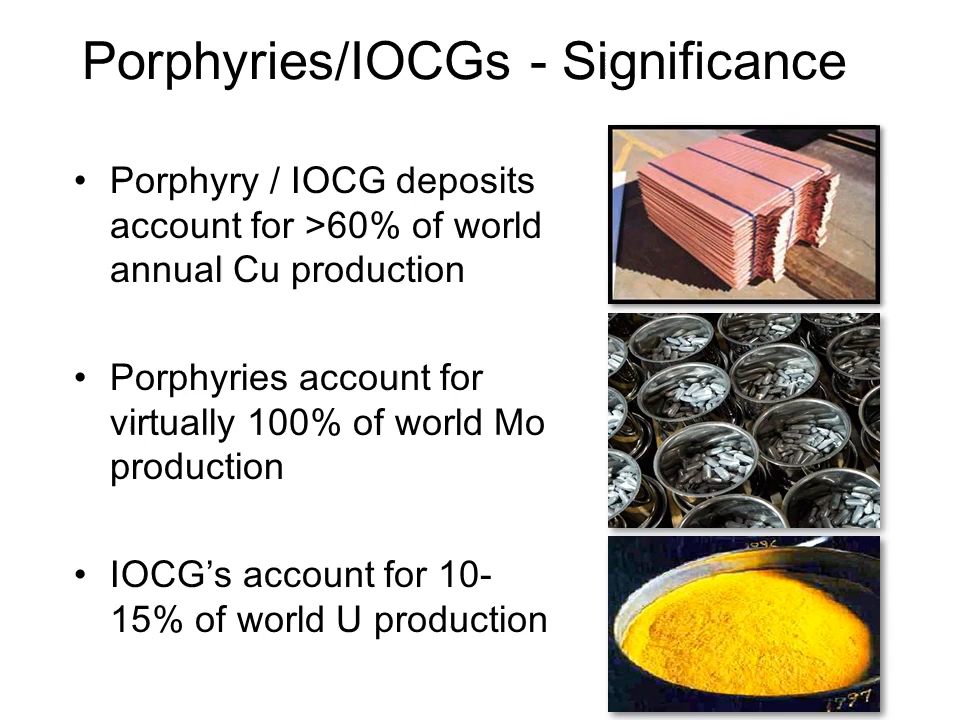 Porphyries/IOCGs - Significance
• Porphyry / IOCG deposits
account for >60% of world
annual Cu production
• Porphyries account for
virtually 100% of world Mo
production
• IOCG’s account for 10-
15% of world U production
1997